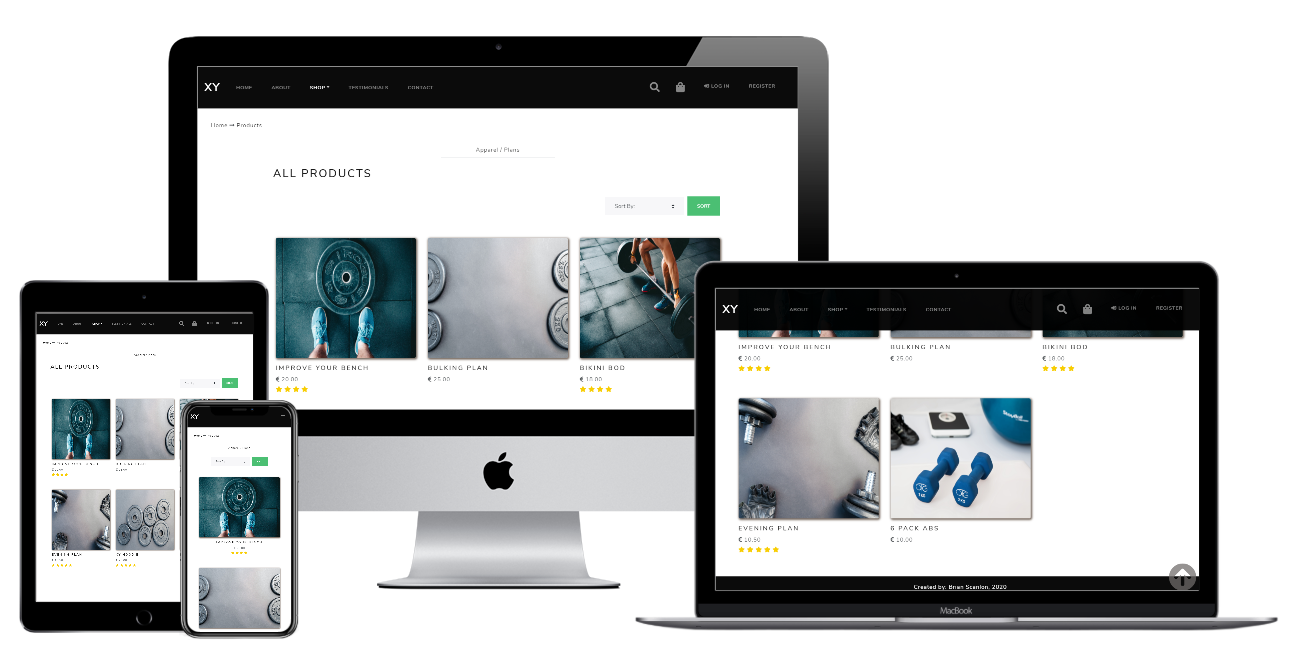 XY HOME ABOUT SHOP TESTIMONIALS CONTACT LOG IN REGISTER
Home → Products
Apparel / Plans
ALL PRODUCTS
Sort By: SORT
IMPROVE YOUR BENCH BULKING PLAN BIKINI BOD
€ 20.00 € 25.00 € 18.00
XY HOME ABOUT SHOP TESTIMONIALS CONTACT LOG IN REGISTER
IMPROVE YOUR BENCH BULKING PLAN BIKINI BOD
€ 20.00 € 25.00 € 18.00
EVENING PLAN 6 PACK ABS
€ 10.50 € 10.00
Created by: Brian Scanlon, 2020
MacBook
XY
ALL PRODUCTS
XY